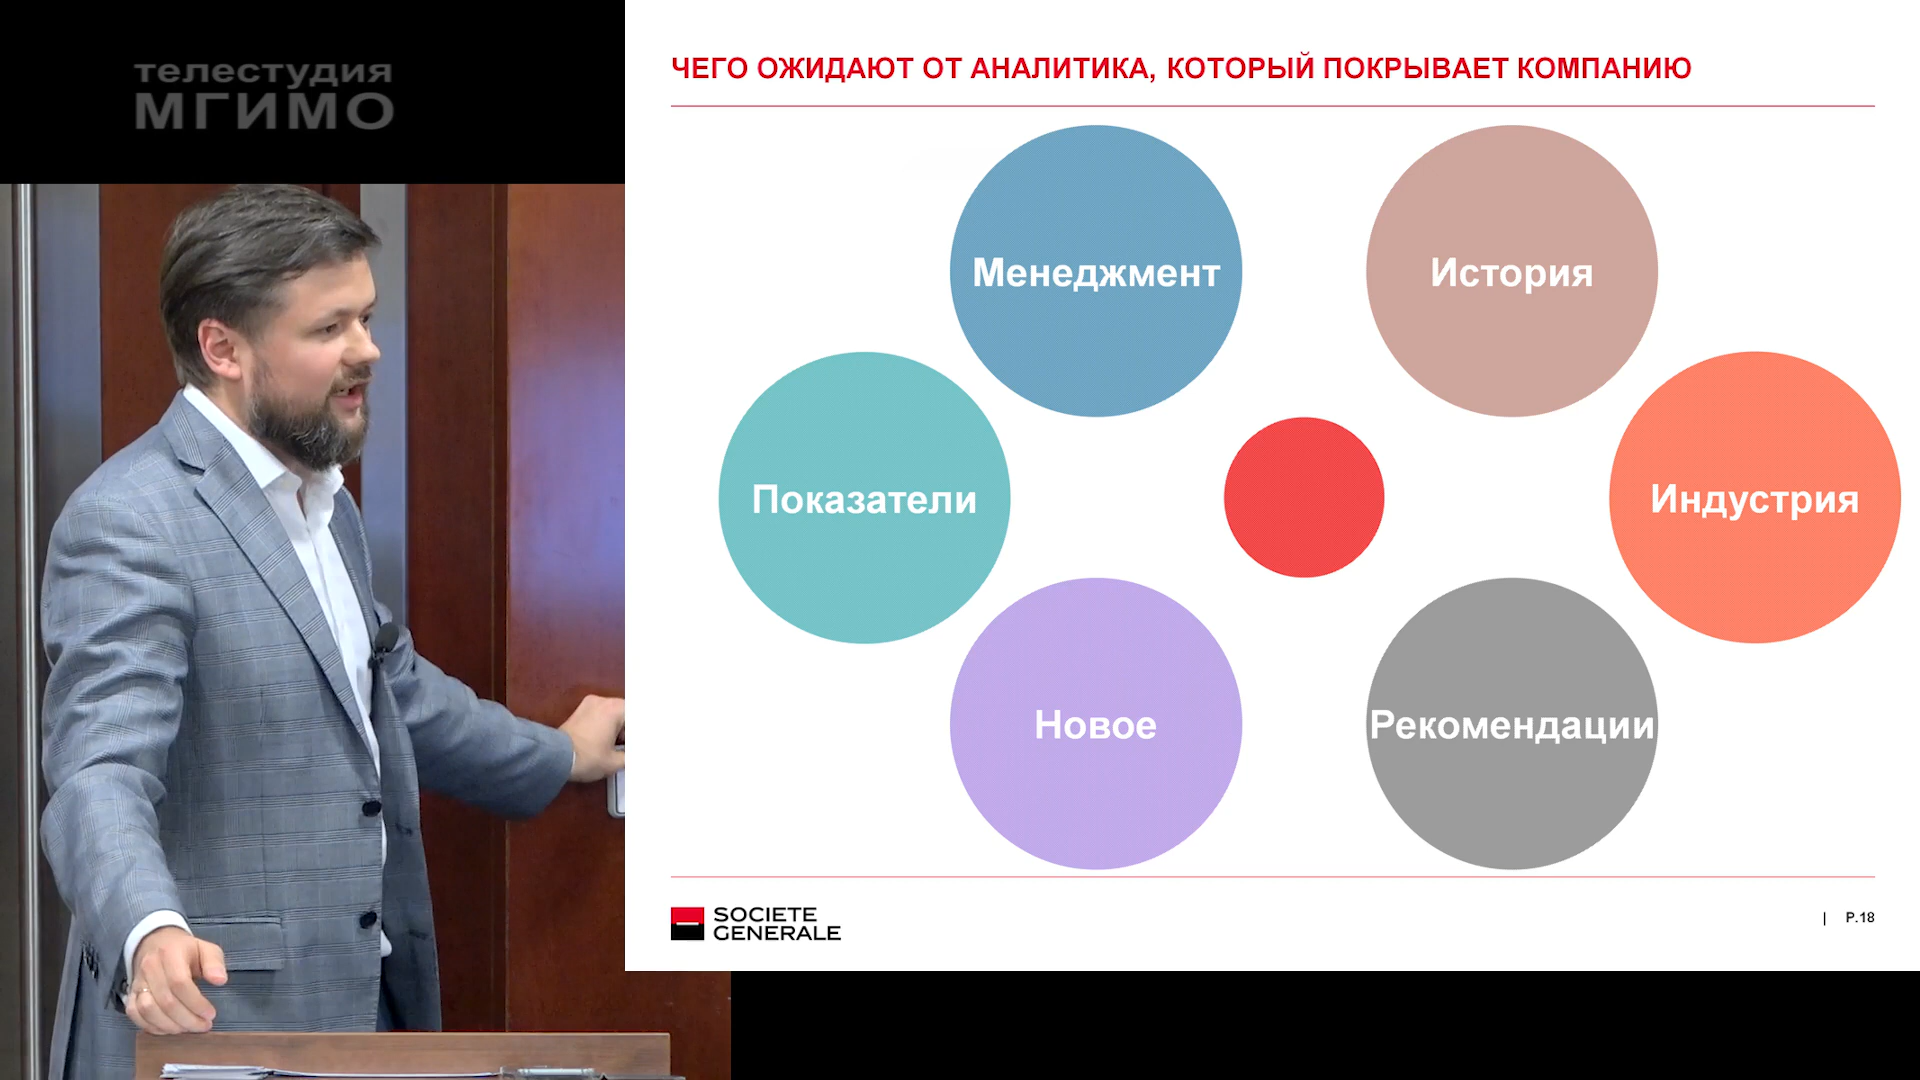 телестудия
МГИМО
ЧЕГО ОЖИДАЮТ ОТ АНАЛИТИКА, КОТОРЫЙ ПОКРЫВАЕТ КОМПАНИЮ
Менеджмент
История
Показатели
Индустрия
Новое
Рекомендации
SOCIETE
GENERALE
| P.18